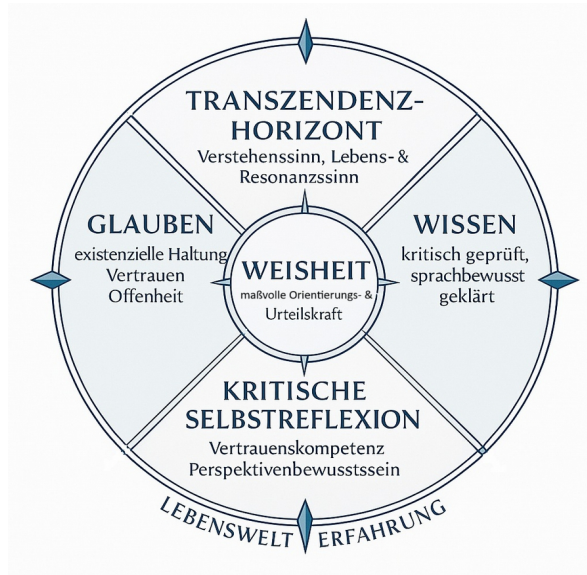 TRANSZENDENZ-
HORIZONT
Verstehenssinn, Lebens- &
Resonanzssinn
GLAUBEN
existenzielle Haltung
Vertrauen
Offenheit
WEISHEIT
maßvolle Orientierungs- &
Urteilskraft
WISSEN
kritisch geprüft,
sprachbewusst
geklärt
KRITISCHE
SELBSTREFLEXION
Vertrauenskompetenz
Perspektivenbewusstssein
LEBENSWELT ERFAHRUNG